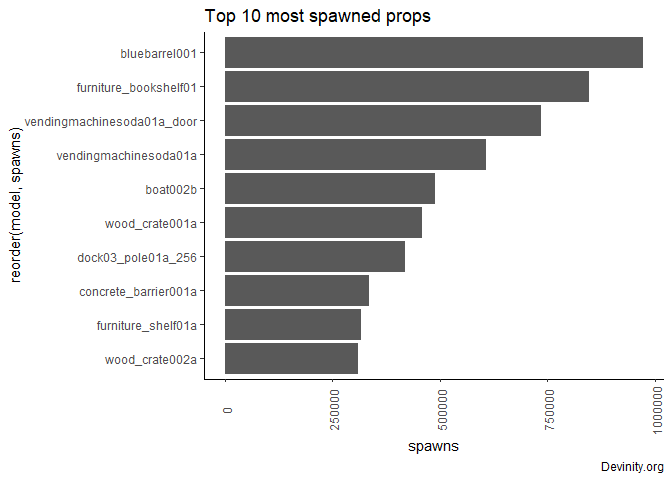 Top 10 most spawned props
bluebarrel001
furniture_bookshelf01
vendingmachinesoda01a_door
vendingmachinesoda01a
boat002b
wood_crate001a
dock03_pole01a_256
concrete_barrier001a
furniture_shelf01a
wood_crate002a
reorder(model, spawns)
0
250000
500000
750000
1000000
spawns
Devinity.org